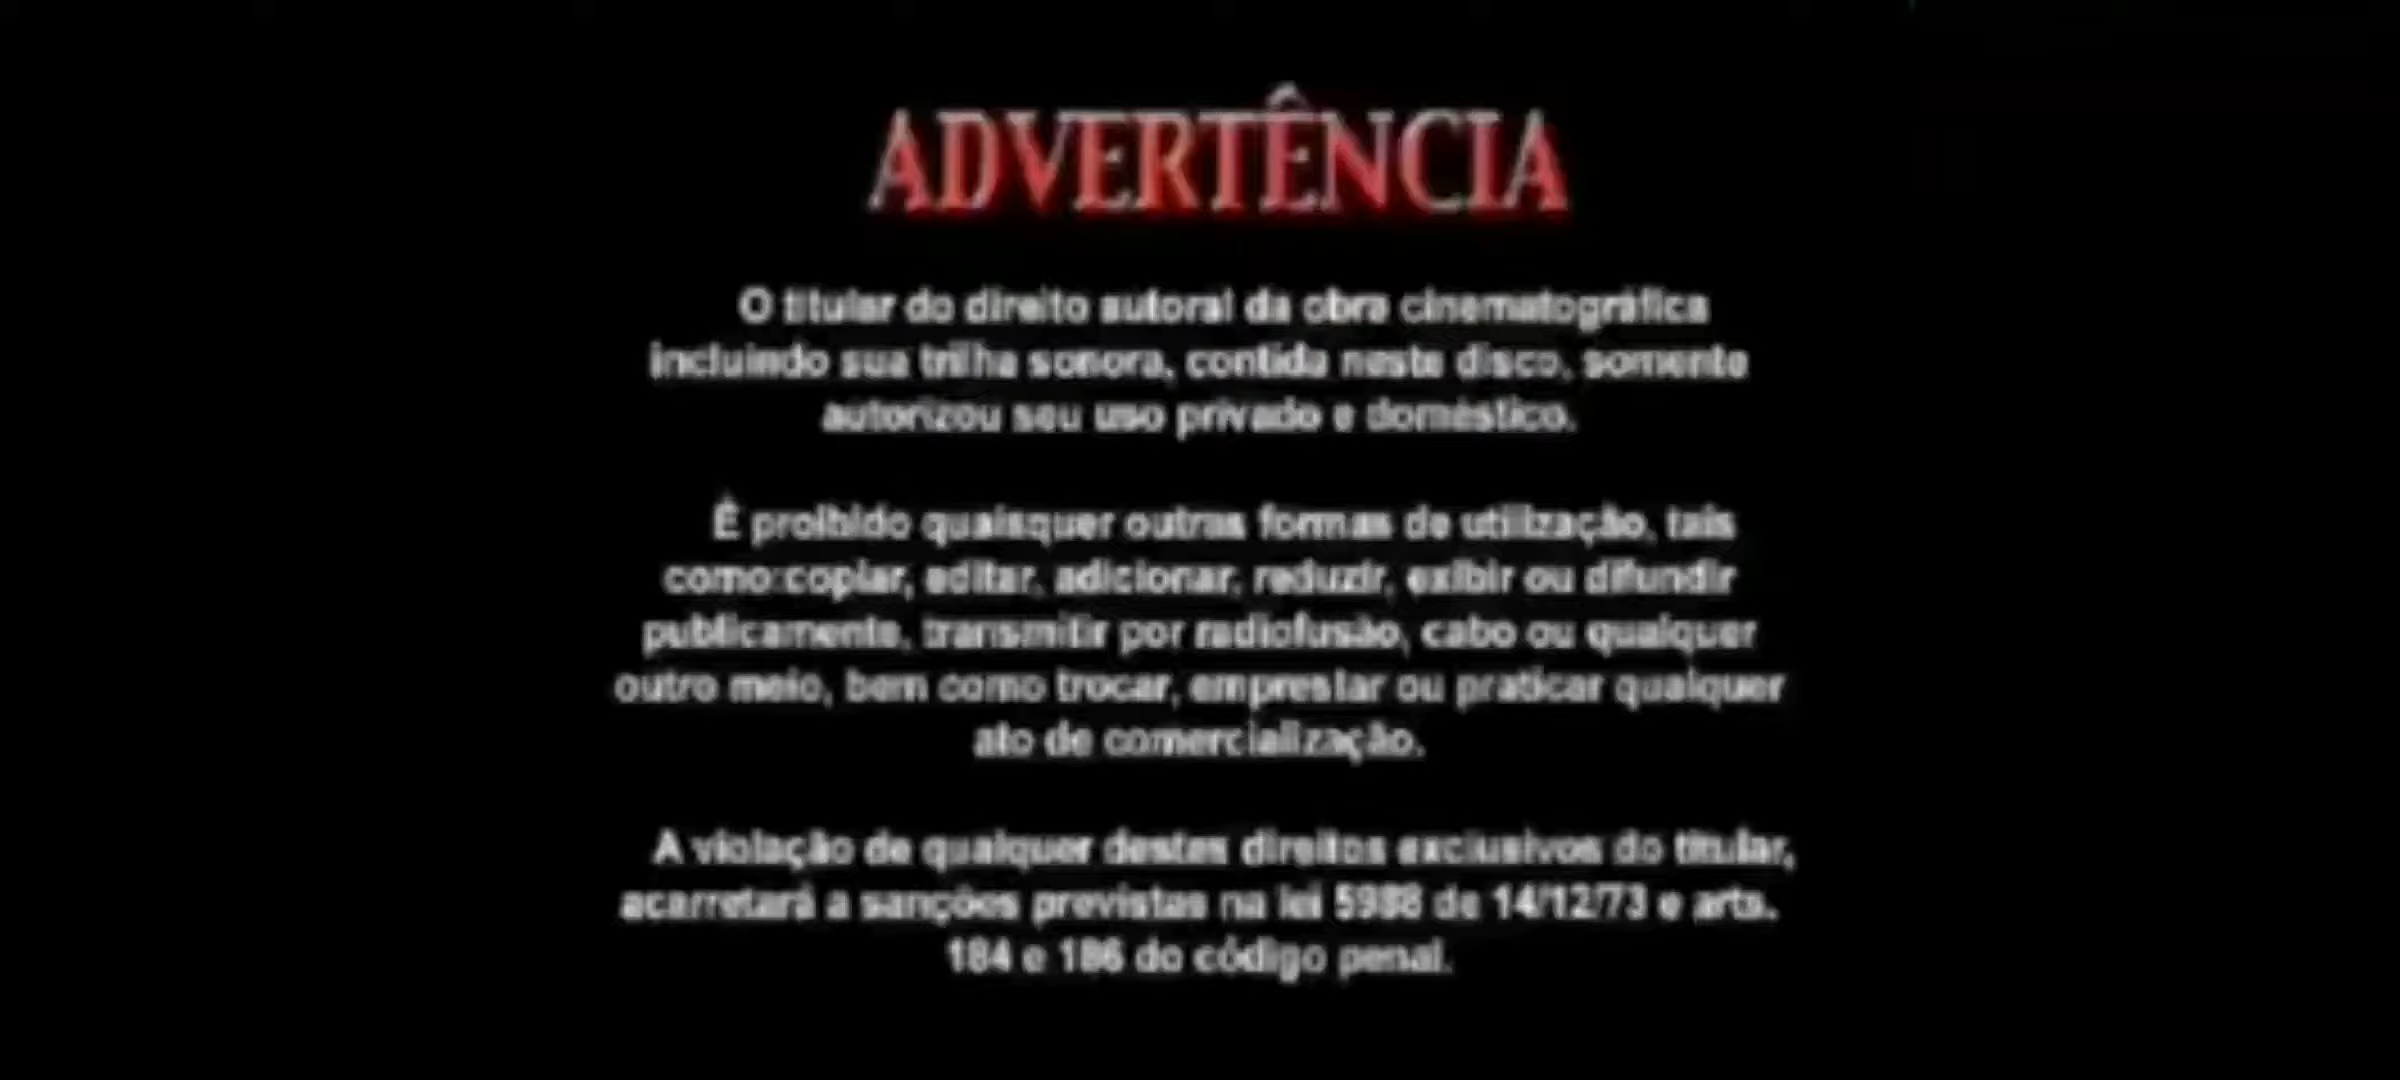 ADVERTÊNCIA
O titular do direito autoral da obra cinematográfica
incluindo sua trilha sonora, contida neste disco, somente
autorizou seu uso privado e doméstico.
É proibido quaisquer outras formas de utilização, tais
como:copiar, editar, adicionar, reduzir, exibir ou difundir
publicamente, transmitir por radiofusão, cabo ou qualquer
outro meio, bem como trocar, emprestar ou praticar qualquer
ato de comercialização.
A violação de qualquer destes direitos exclusivos do titular,
acarretará a sanções previstas na lei 5988 de 14/12/73 e arts.
184 e 186 do código penal.